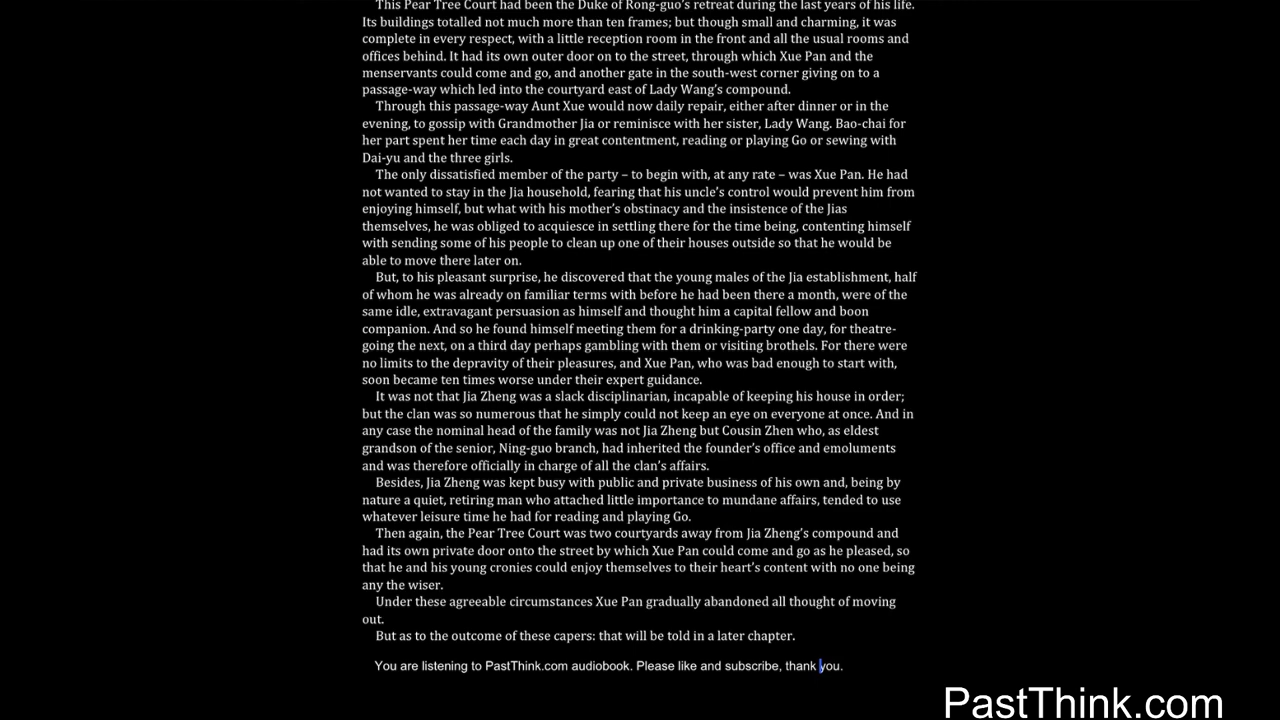 This Pear Tree Court had been the Duke of Rong-guo's retreat during the last years of his life.
Its buildings totalled not much more than ten frames; but though small and charming, it was
complete in every respect, with a little reception room in the front and all the usual rooms and
offices behind. It had its own outer door on to the street, through which Xue Pan and the
menservants could come and go, and another gate in the south-west corner giving on to a
passage-way which led into the courtyard east of Lady Wang's compound.
Through this passage-way Aunt Xue would now daily repair, either after dinner or in the
evening, to gossip with Grandmother Jia or reminisce with her sister, Lady Wang. Bao-chai for
her part spent her time each day in great contentment, reading or playing Go or sewing with
Dai-yu and the three girls.
The only dissatisfied member of the party – to begin with, at any rate – was Xue Pan. He had
not wanted to stay in the Jia household, fearing that his uncle's control would prevent him from
enjoying himself, but what with his mother's obstinacy and the insistence of the Jias
themselves, he was obliged to acquiesce in settling there for the time being, contenting himself
with sending some of his people to clean up one of their houses outside so that he would be
able to move there later on.
But, to his pleasant surprise, he discovered that the young males of the Jia establishment, half
of whom he was already on familiar terms with before he had been there a month, were of the
same idle, extravagant persuasion as himself and thought him a capital fellow and boon
companion. And so he found himself meeting them for a drinking-party one day, for theatre-
going the next, on a third day perhaps gambling with them or visiting brothels. For there were
no limits to the depravity of their pleasures, and Xue Pan, who was bad enough to start with,
soon became ten times worse under their expert guidance.
It was not that Jia Zheng was a slack disciplinarian, incapable of keeping his house in order;
but the clan was so numerous that he simply could not keep an eye on everyone at once. And in
any case the nominal head of the family was not Jia Zheng but Cousin Zhen who, as eldest
grandson of the senior, Ning-guo branch, had inherited the founder's office and emoluments
and was therefore officially in charge of all the clan's affairs.
Besides, Jia Zheng was kept busy with public and private business of his own and, being by
nature a quiet, retiring man who attached little importance to mundane affairs, tended to use
whatever leisure time he had for reading and playing Go.
Then again, the Pear Tree Court was two courtyards away from Jia Zheng's compound and
had its own private door onto the street by which Xue Pan could come and go as he pleased, so
that he and his young cronies could enjoy themselves to their heart's content with no one being
any the wiser.
Under these agreeable circumstances Xue Pan gradually abandoned all thought of moving
out.
But as to the outcome of these capers: that will be told in a later chapter.
You are listening to PastThink.com audiobook. Please like and subscribe, thank you.
PastThink.com